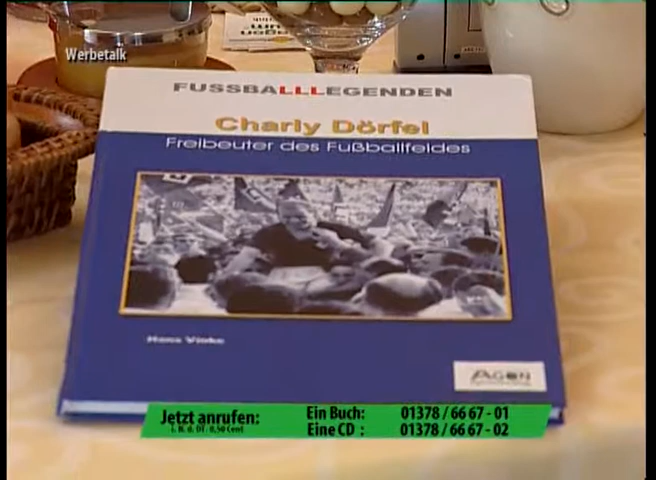 Werbetalk
FUSSBALLLEGENDEN
Charly Dörfel
Freibeuter des Fußballfeldes
Hans Vinke
AGON
Jetzt anrufen:
Ein Buch: 01378 / 66 67 - 01
Eine CD : 01378 / 66 67 - 02